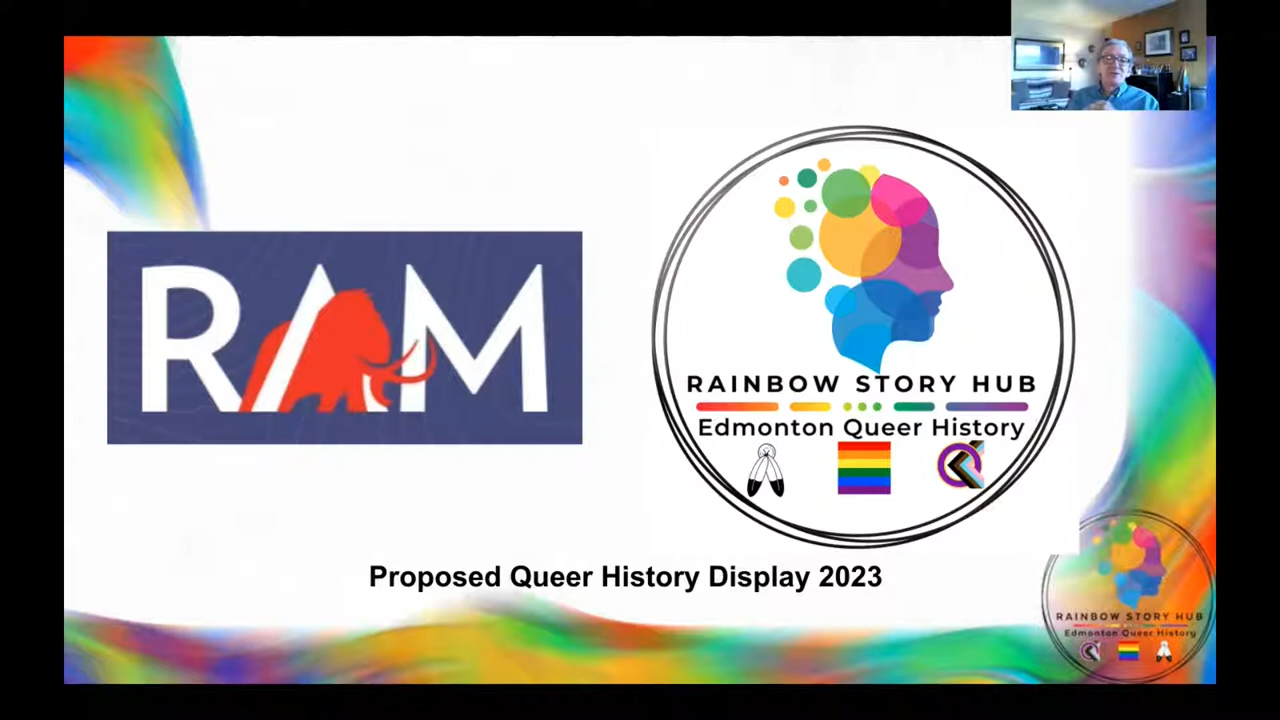 RAM
RAINBOW STORY HUB
Edmonton Queer History
Proposed Queer History Display 2023
RAINBOW STORY HUB
Edmonton Queer History